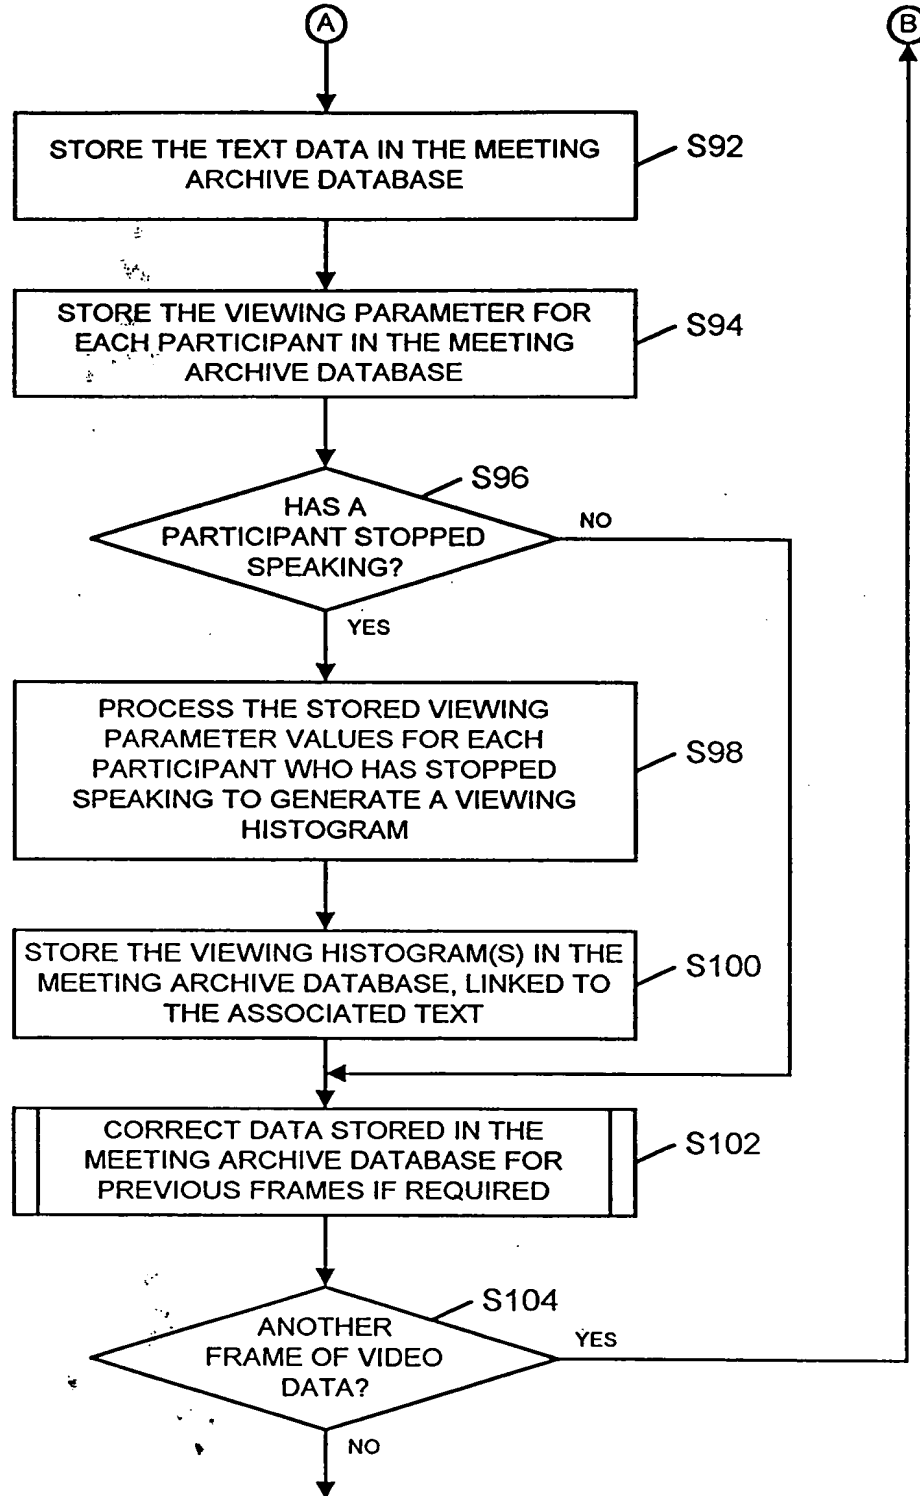 A
B
STORE THE TEXT DATA IN THE MEETING
ARCHIVE DATABASE
S92
STORE THE VIEWING PARAMETER FOR
EACH PARTICIPANT IN THE MEETING
ARCHIVE DATABASE
S94
S96
HAS A
PARTICIPANT STOPPED
SPEAKING?
NO
YES
PROCESS THE STORED VIEWING
PARAMETER VALUES FOR EACH
PARTICIPANT WHO HAS STOPPED
SPEAKING TO GENERATE A VIEWING
HISTOGRAM
S98
STORE THE VIEWING HISTOGRAM(S) IN THE
MEETING ARCHIVE DATABASE, LINKED TO
THE ASSOCIATED TEXT
S100
CORRECT DATA STORED IN THE
MEETING ARCHIVE DATABASE FOR
PREVIOUS FRAMES IF REQUIRED
S102
S104
ANOTHER
FRAME OF VIDEO
DATA?
YES
NO